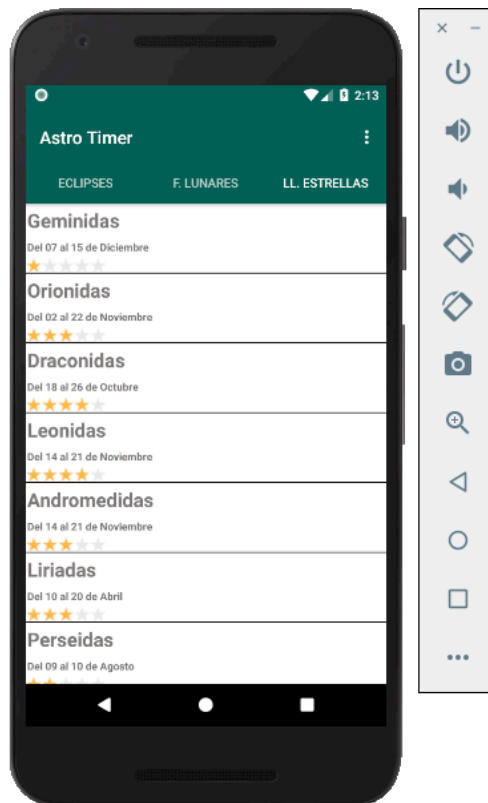 2:13
Astro Timer
ECLIPSES F. LUNARES LL. ESTRELLAS
Geminidas
Del 07 al 15 de Diciembre
Orionidas
Del 02 al 22 de Noviembre
Draconidas
Del 18 al 26 de Octubre
Leonidas
Del 14 al 21 de Noviembre
Andromedidas
Del 14 al 21 de Noviembre
Liriadas
Del 10 al 20 de Abril
Perseidas
Del 09 al 10 de Agosto